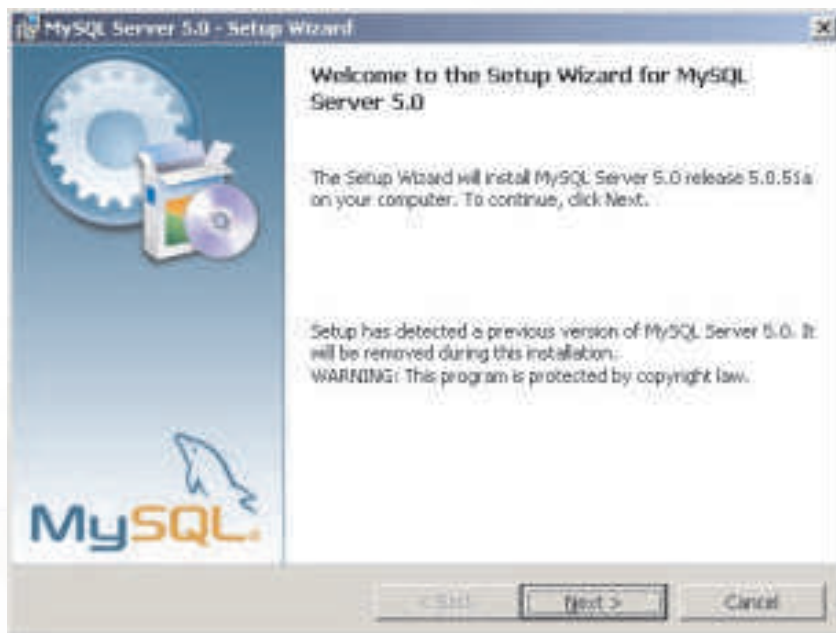 MySQL Server 5.0 - Setup Wizard
Welcome to the Setup Wizard for MySQL
Server 5.0
The Setup Wizard will install MySQL Server 5.0 release 5.0.51a
on your computer. To continue, click Next.
Setup has detected a previous version of MySQL Server 5.0. It
will be removed during this installation.
WARNING: This program is protected by copyright law.
MySQL®
< Back
Next >
Cancel